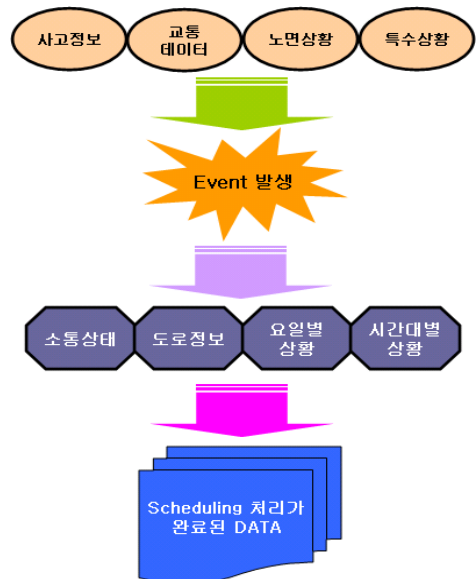 사고정보
교통
데이터
노면상황
특수상황
Event 발생
소통상태
도로정보
요일별
상황
시간대별
상황
Scheduling 처리가
완료된 DATA